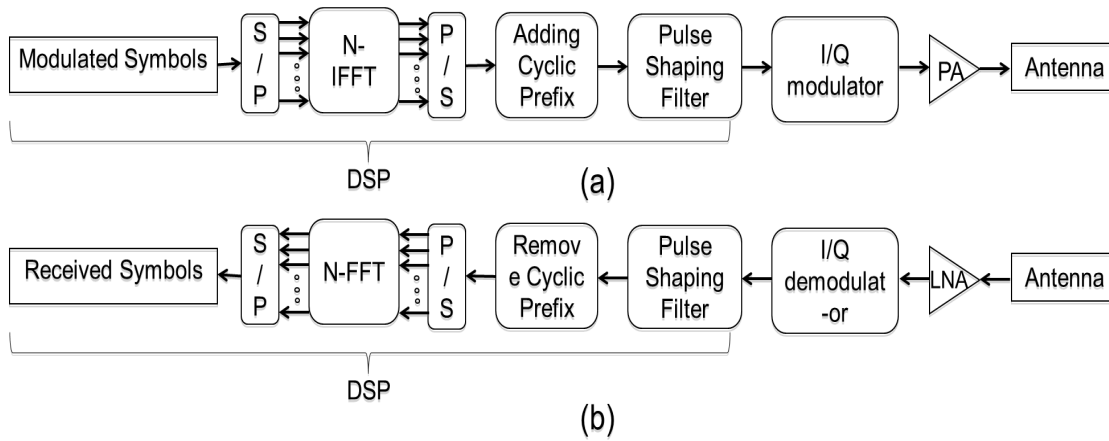 Modulated Symbols
S
/
P
N-
IFFT
P
/
S
Adding
Cyclic
Prefix
Pulse
Shaping
Filter
I/Q
modulator
PA
Antenna
DSP
(a)
Received Symbols
S
/
P
N-FFT
P
/
S
Remov
e Cyclic
Prefix
Pulse
Shaping
Filter
I/Q
demodulat
-or
LNA
Antenna
DSP
(b)